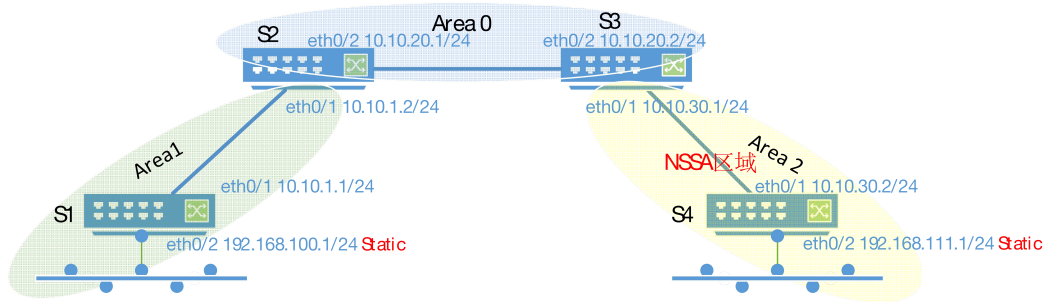 Area 0
S2
S3
eth0/2 10.10.20.1/24
eth0/2 10.10.20.2/24
eth0/1 10.10.1.2/24
eth0/1 10.10.30.1/24
Area1
Area 2
NSSA区域
eth0/1 10.10.1.1/24
eth0/1 10.10.30.2/24
S1
S4
eth0/2 192.168.100.1/24 Static
eth0/2 192.168.111.1/24 Static